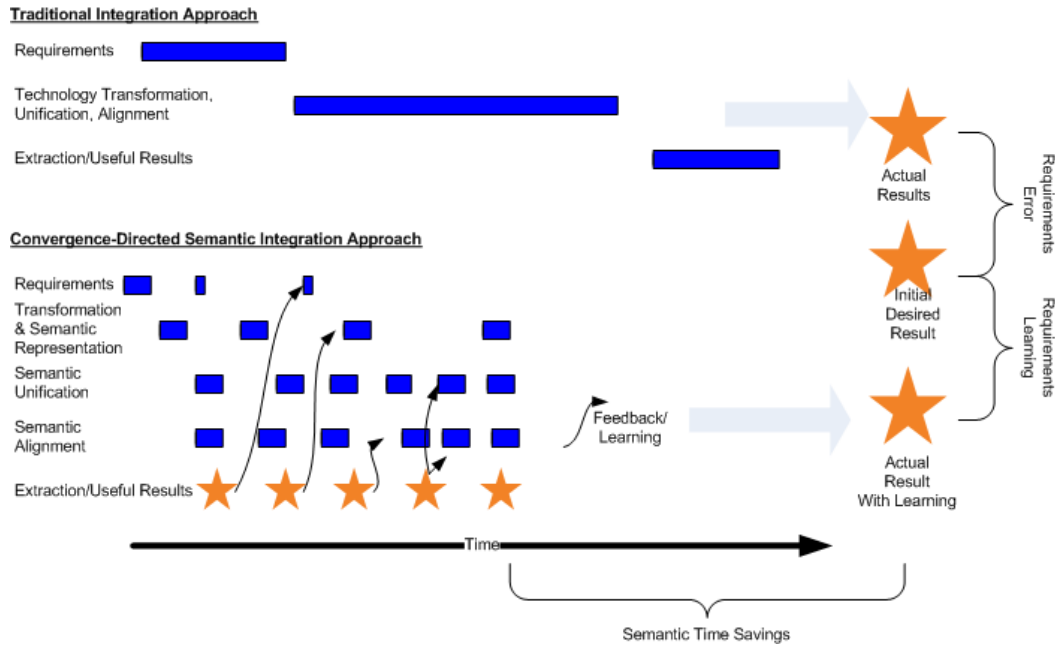 Traditional Integration Approach
Requirements
Technology Transformation,
Unification, Alignment
Extraction/Useful Results
Actual
Results
Requirements
Error
Convergence-Directed Semantic Integration Approach
Requirements
Transformation
& Semantic
Representation
Semantic
Unification
Semantic
Alignment
Extraction/Useful Results
Feedback/
Learning
Initial
Desired
Result
Requirements
Learning
Actual
Result
With Learning
Time
Semantic Time Savings